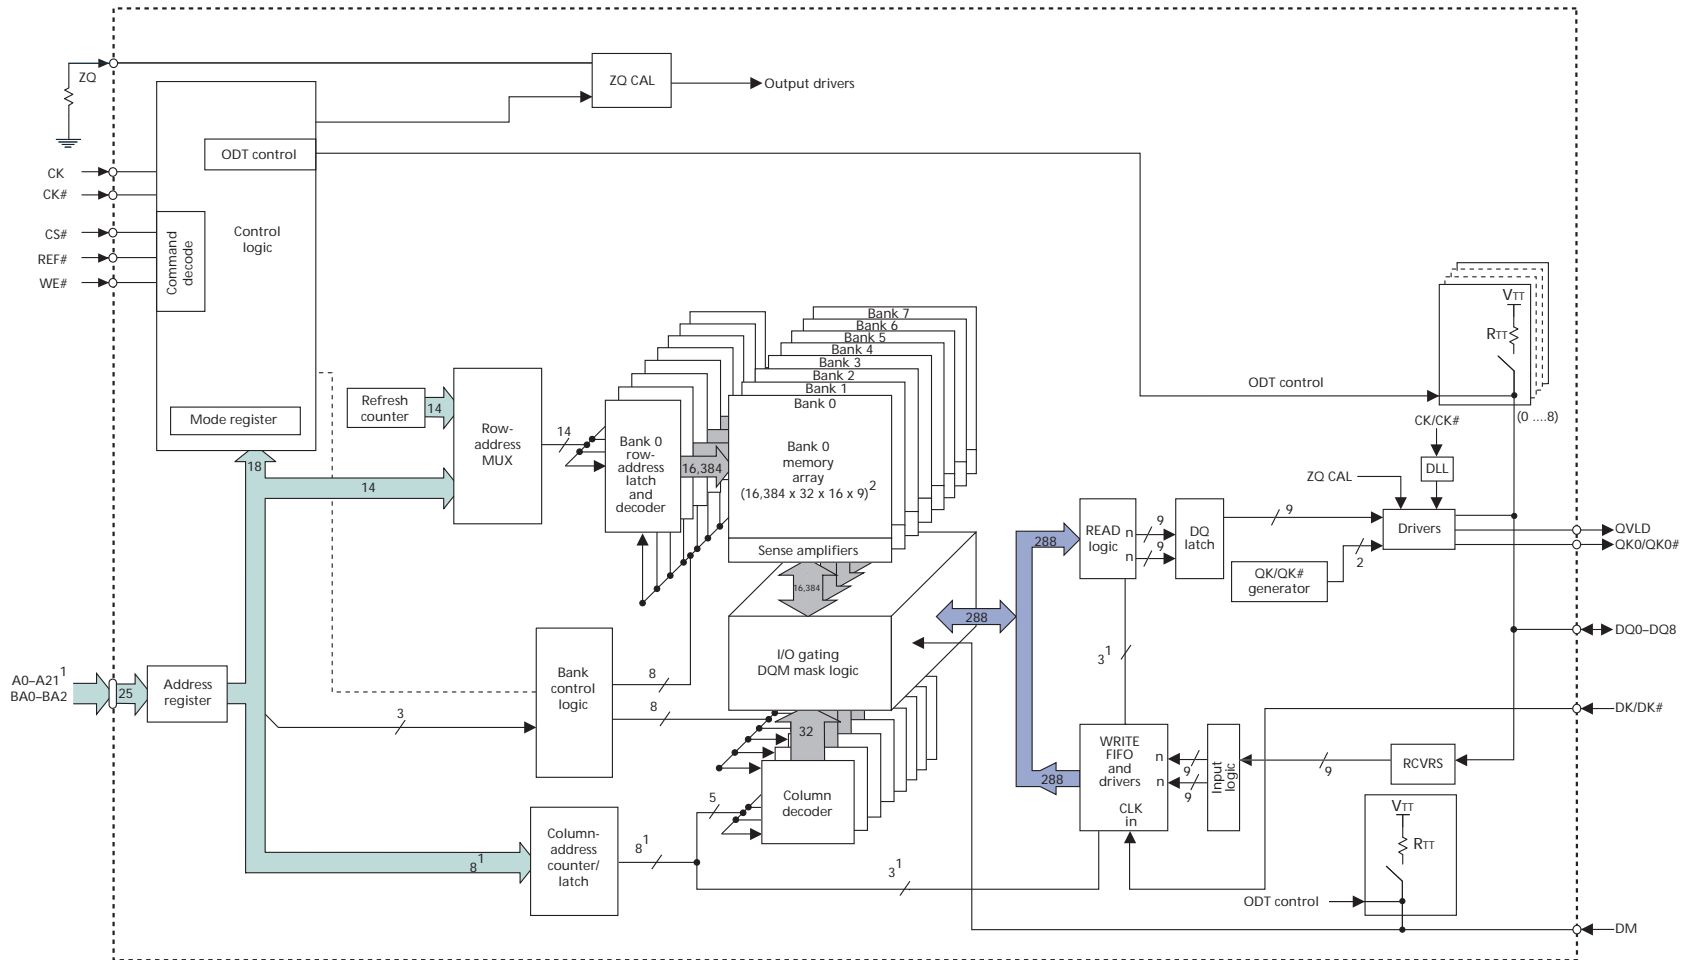 ZQ
ZQ CAL
Output drivers
ODT control
CK
CK#
CS#
REF#
WE#
Command
decode
Control
logic
Mode register
Refresh
counter
14
Row-
address
MUX
14
18
14
Bank 0
row-
address
latch
and
decoder
16,384
Bank 7
Bank 6
Bank 5
Bank 4
Bank 3
Bank 2
Bank 1
Bank 0
Bank 0
memory
array
(16,384 x 32 x 16 x 9)2
Sense amplifiers
16,384
I/O gating
DQM mask logic
288
288
288
READ
logic
n
n
9
9
DQ
latch
9
ODT control
VTT
RTT
(0 ....8)
CK/CK#
DLL
ZQ CAL
Drivers
QK/QK#
generator
2
QVLD
QK0/QK0#
DQ0–DQ8
DK/DK#
A0–A211
BA0–BA2
25
Address
register
3
Bank
control
logic
8
8
32
Column
decoder
5
Column-
address
counter/
latch
81
81
31
31
WRITE
FIFO
and
drivers
CLK
in
n
n
9
9
Input
logic
9
RCVRS
VTT
RTT
ODT control
DM